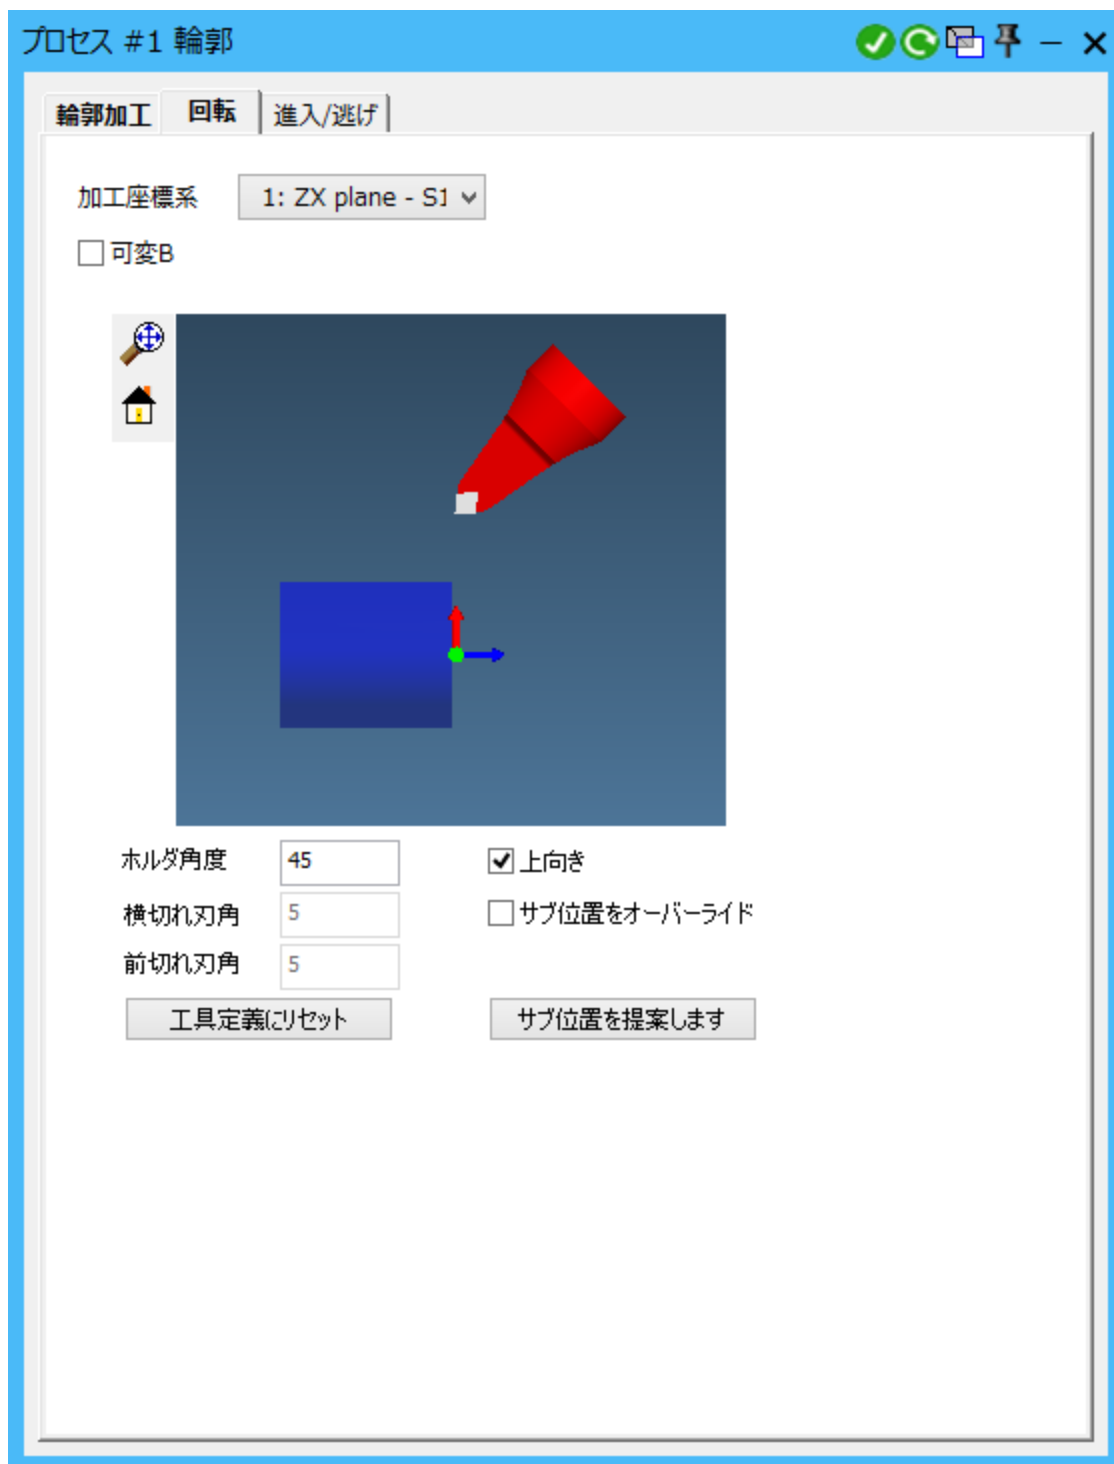 プロセス #1 輪郭
輪郭加工 回転 進入/逃げ
加工座標系 1: ZX plane - S1
可変B
ホルダ角度 45 上向き
横切れ刃角 5 サブ位置をオーバーライド
前切れ刃角 5
工具定義にリセット サブ位置を提案します